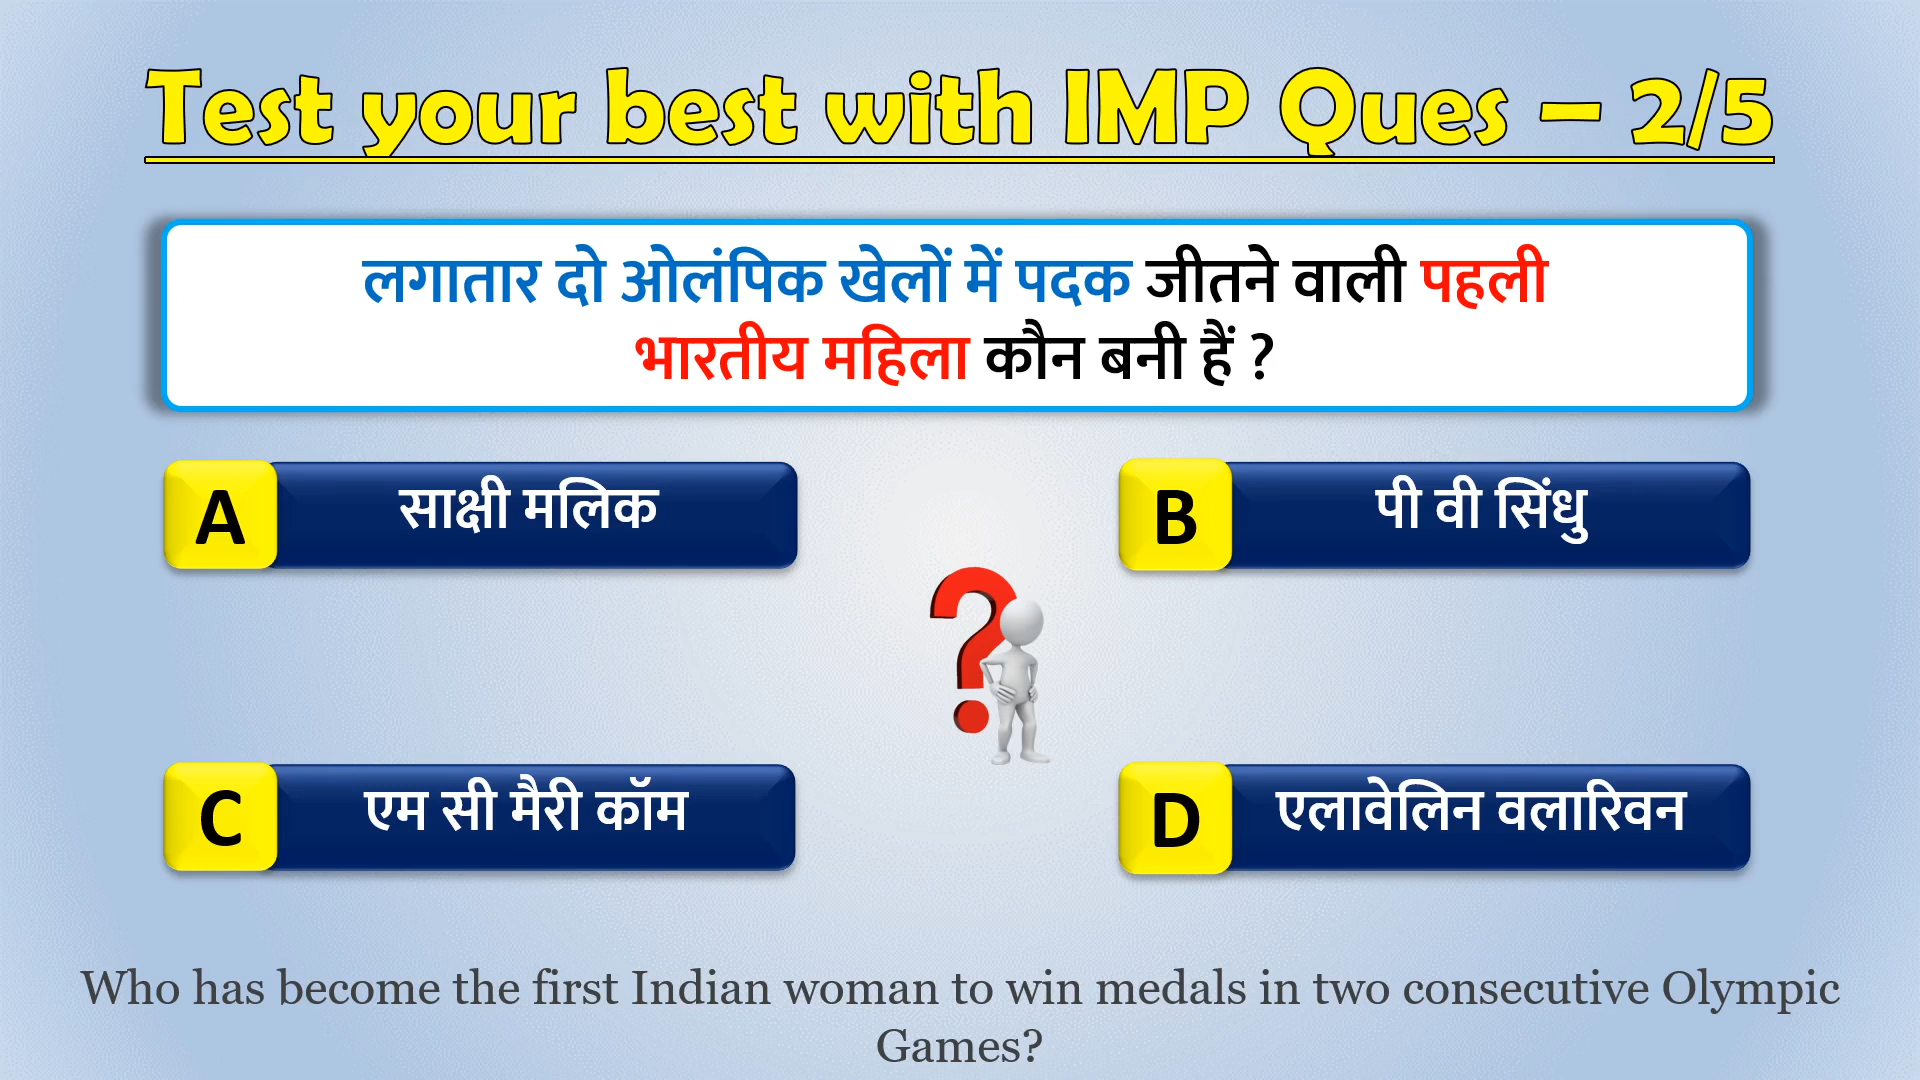 Test your best with IMP Ques – 2/5
लगातार दो ओलंपिक खेलों में पदक जीतने वाली पहली
भारतीय महिला कौन बनी हैं ?
A साक्षी मलिक
B पी वी सिंधु
C एम सी मैरी कॉम
D एलावेलिन वलारिवन
Who has become the first Indian woman to win medals in two consecutive Olympic
Games?